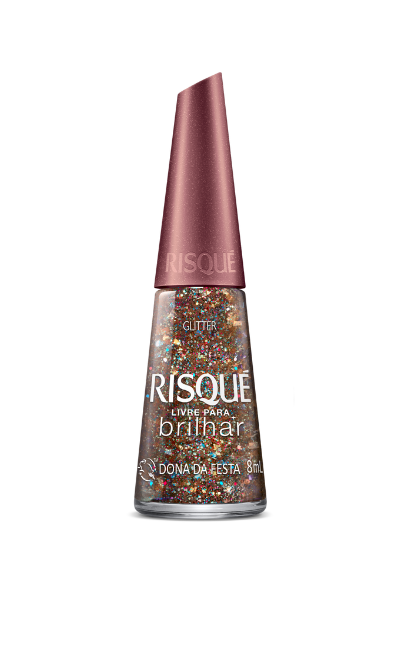 RISQUÉ
GLITTER
RISQUÉ
LIVRE PARA
brilhar
DONA DA FESTA 8mL